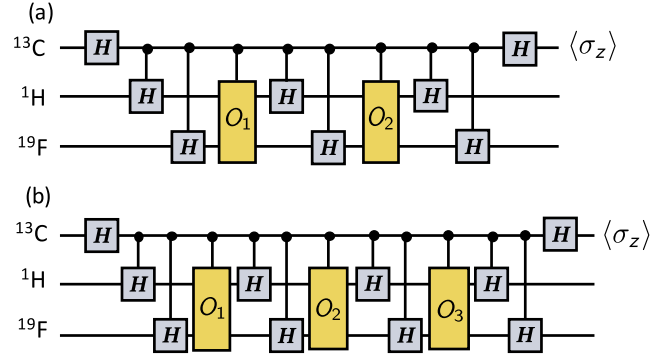 (a)
¹³C H H ⟨σz⟩
¹H H O₁ H O₂ H
¹⁹F H H H
(b)
¹³C H H ⟨σz⟩
¹H H O₁ H O₂ H O₃ H
¹⁹F H H H H